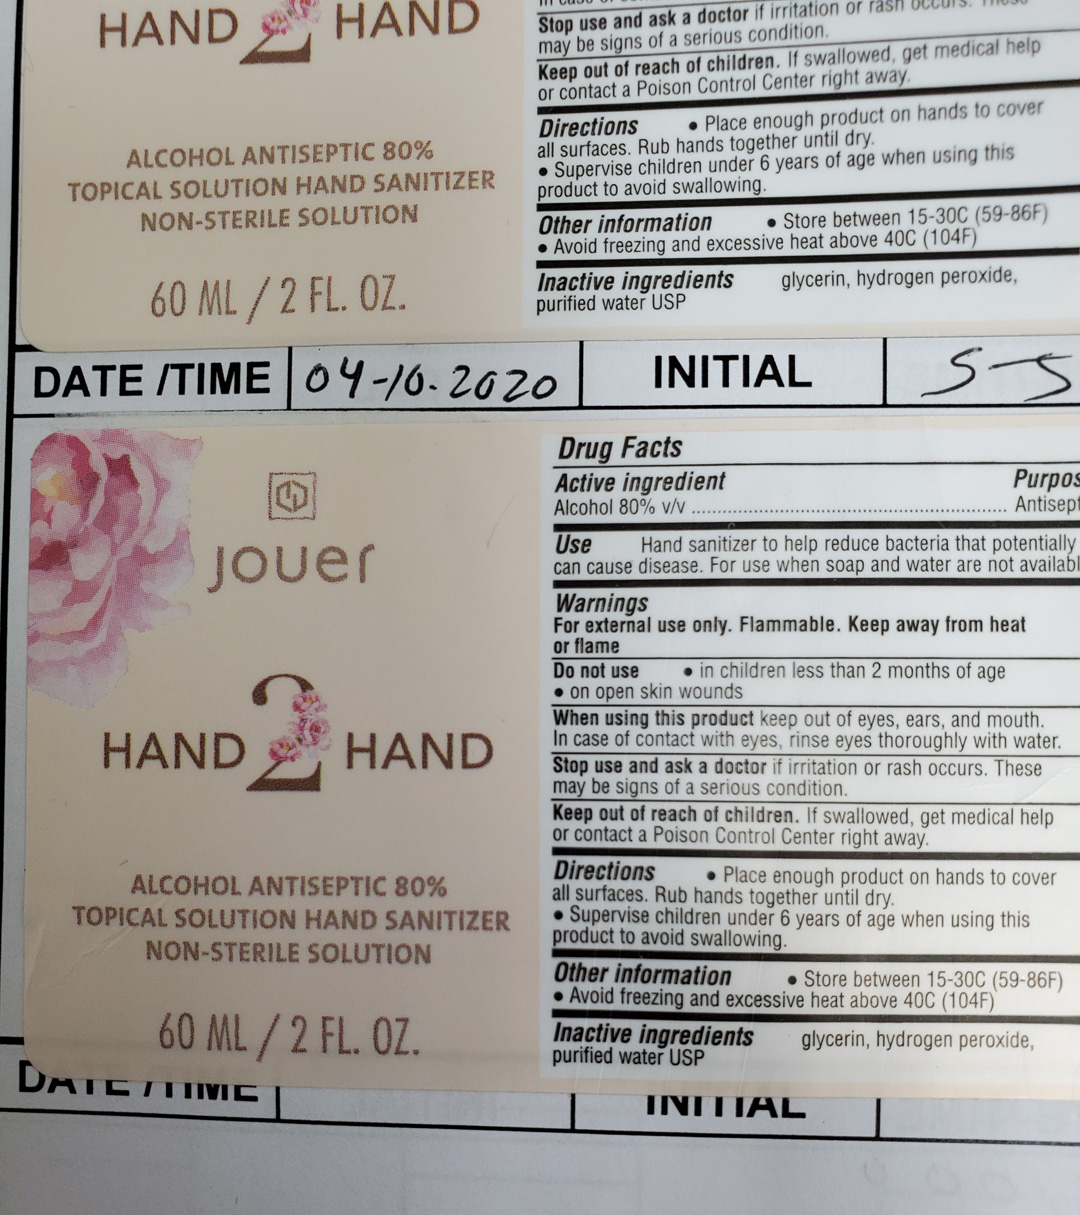 HAND 2 HAND
ALCOHOL ANTISEPTIC 80%
TOPICAL SOLUTION HAND SANITIZER
NON-STERILE SOLUTION
60 ML / 2 FL. OZ.
Stop use and ask a doctor if irritation or rash occurs. These
may be signs of a serious condition.
Keep out of reach of children. If swallowed, get medical help
or contact a Poison Control Center right away.
Directions • Place enough product on hands to cover
all surfaces. Rub hands together until dry.
• Supervise children under 6 years of age when using this
product to avoid swallowing.
Other information • Store between 15-30C (59-86F)
• Avoid freezing and excessive heat above 40C (104F)
Inactive ingredients glycerin, hydrogen peroxide,
purified water USP
DATE /TIME 04-10-2020 INITIAL S-S
jouer
HAND 2 HAND
ALCOHOL ANTISEPTIC 80%
TOPICAL SOLUTION HAND SANITIZER
NON-STERILE SOLUTION
60 ML / 2 FL. OZ.
Drug Facts
Active ingredient Purpos
Alcohol 80% v/v ........................................................ Antisept
Use Hand sanitizer to help reduce bacteria that potentially
can cause disease. For use when soap and water are not availabl
Warnings
For external use only. Flammable. Keep away from heat
or flame
Do not use • in children less than 2 months of age
• on open skin wounds
When using this product keep out of eyes, ears, and mouth.
In case of contact with eyes, rinse eyes thoroughly with water.
Stop use and ask a doctor if irritation or rash occurs. These
may be signs of a serious condition.
Keep out of reach of children. If swallowed, get medical help
or contact a Poison Control Center right away.
Directions • Place enough product on hands to cover
all surfaces. Rub hands together until dry.
• Supervise children under 6 years of age when using this
product to avoid swallowing.
Other information • Store between 15-30C (59-86F)
• Avoid freezing and excessive heat above 40C (104F)
Inactive ingredients glycerin, hydrogen peroxide,
purified water USP
DATE /TIME INITIAL